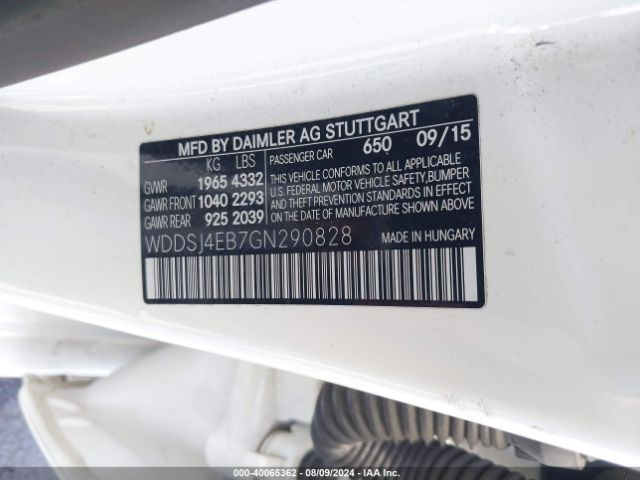 MFD BY DAIMLER AG STUTTGART
KG LBS PASSENGER CAR 650 09/15
GVWR 1965 4332
GAWR FRONT 1040 2293
GAWR REAR 925 2039
THIS VEHICLE CONFORMS TO ALL APPLICABLE
U.S. FEDERAL MOTOR VEHICLE SAFETY,BUMPER
AND THEFT PREVENTION STANDARDS IN EFFECT
ON THE DATE OF MANUFACTURE SHOWN ABOVE.
WDDSJ4EB7GN290828 MADE IN HUNGARY
000-40065362 - 08/09/2024 - IAA Inc.